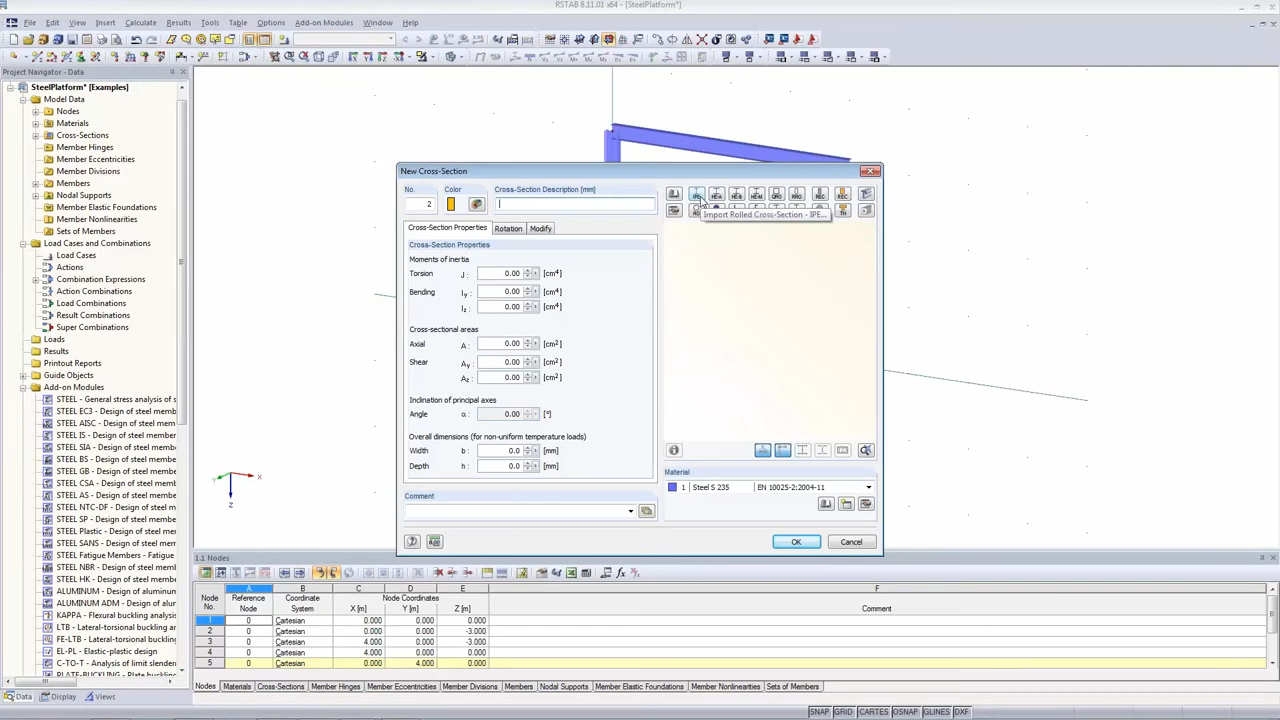 RSTAB 8.11.01 x64 - [SteelPlatform*]
File Edit View Insert Calculate Results Tools Table Options Add-on Modules Window Help
Project Navigator - Data
SteelPlatform* [Examples]
Model Data
Nodes
Materials
Cross-Sections
Member Hinges
Member Eccentricities
Member Divisions
Members
Nodal Supports
Member Elastic Foundations
Member Nonlinearities
Sets of Members
Load Cases and Combinations
Load Cases
Actions
Combination Expressions
Action Combinations
Load Combinations
Result Combinations
Super Combinations
Loads
Results
Printout Reports
Guide Objects
Add-on Modules
STEEL - General stress analysis of s
STEEL EC3 - Design of steel memb
STEEL AISC - Design of steel mem
STEEL IS - Design of steel member
STEEL SIA - Design of steel memb
STEEL BS - Design of steel membe
STEEL GB - Design of steel membe
STEEL CSA - Design of steel memb
STEEL AS - Design of steel membe
STEEL NTC-DF - Design of steel m
STEEL SP - Design of steel membe
STEEL Plastic - Design of steel me
STEEL SANS - Design of steel mem
STEEL Fatigue Members - Fatigue
STEEL NBR - Design of steel memb
STEEL HK - Design of steel membe
ALUMINUM - Design of alumin
ALUMINUM ADM - Design of alum
KAPPA - Flexural buckling analysis
LTB - Lateral-torsional buckling
FE-LTB - Lateral-torsional buckling
EL-PL - Elastic-plastic design
C-TO-T - Analysis of limit slender
PLATE-BUCKLING - Plate buckling
Data Display Views
X
Y
Z
New Cross-Section
No. Color Cross-Section Description [mm]
2
Import Rolled Cross-Section - IPE...
Cross-Section Properties Rotation Modify
Cross-Section Properties
Moments of inertia
Torsion J : 0.00 [cm4]
Bending Iy : 0.00 [cm4]
Iz : 0.00 [cm4]
Cross-sectional areas
Axial A : 0.00 [cm2]
Shear Ay : 0.00 [cm2]
Az : 0.00 [cm2]
Inclination of principal axes
Angle α : 0.00 [°]
Overall dimensions (for non-uniform temperature loads)
Width b : 0.0 [mm]
Depth h : 0.0 [mm]
Comment
Material
1 Steel S 235 EN 10025-2:2004-11
OK Cancel
1.1 Nodes
A B C D E F
Node No. Reference Node Coordinate System Node Coordinates X [m] Y [m] Z [m] Comment
1 0 Cartesian 0.000 0.000 0.000
2 0 Cartesian 0.000 0.000 -3.000
3 0 Cartesian 4.000 0.000 -3.000
4 0 Cartesian 4.000 0.000 0.000
5 0 Cartesian 0.000 4.000 0.000
Nodes Materials Cross-Sections Member Hinges Member Eccentricities Member Divisions Members Nodal Supports Member Elastic Foundations Member Nonlinearities Sets of Members
SNAP GRID CARTES OSNAP GLINES DXF